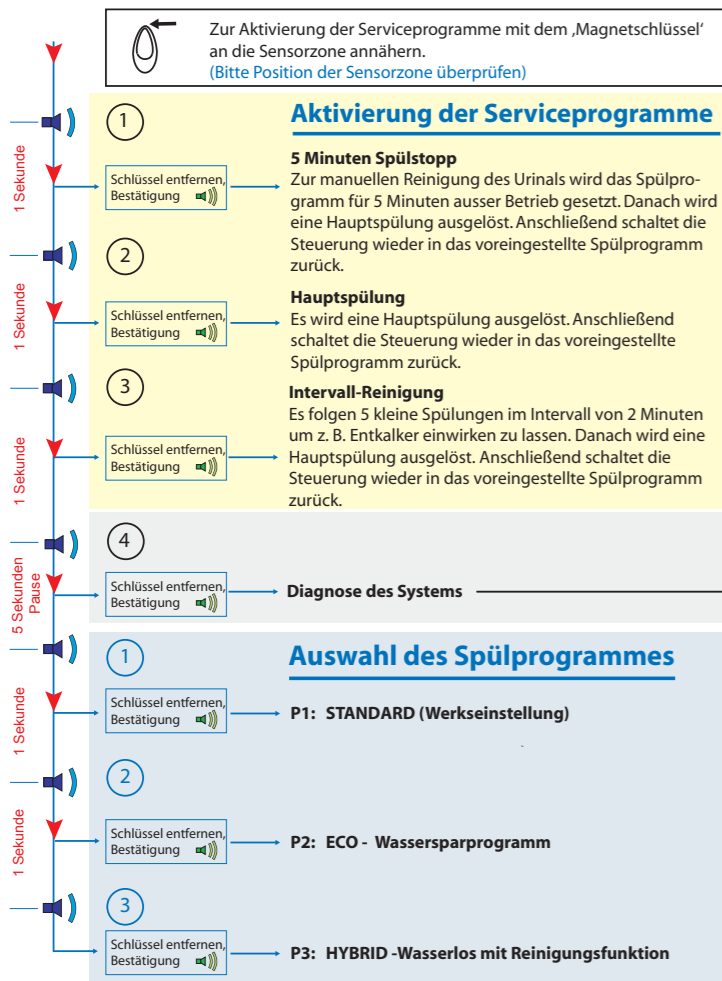 Zur Aktivierung der Serviceprogramme mit dem ‚Magnetschlüssel‘
an die Sensorzone annähern.
(Bitte Position der Sensorzone überprüfen)
1
Aktivierung der Serviceprogramme
1 Sekunde
Schlüssel entfernen,
Bestätigung
5 Minuten Spülstopp
Zur manuellen Reinigung des Urinals wird das Spülpro-
gramm für 5 Minuten ausser Betrieb gesetzt. Danach wird
eine Hauptspülung ausgelöst. Anschließend schaltet die
Steuerung wieder in das voreingestellte Spülprogramm
zurück.
2
1 Sekunde
Schlüssel entfernen,
Bestätigung
Hauptspülung
Es wird eine Hauptspülung ausgelöst. Anschließend
schaltet die Steuerung wieder in das voreingestellte
Spülprogramm zurück.
3
1 Sekunde
Schlüssel entfernen,
Bestätigung
Intervall-Reinigung
Es folgen 5 kleine Spülungen im Intervall von 2 Minuten
um z. B. Entkalker einwirken zu lassen. Danach wird eine
Hauptspülung ausgelöst. Anschließend schaltet die
Steuerung wieder in das voreingestellte Spülprogramm
zurück.
4
5 Sekunden
Pause
Schlüssel entfernen,
Bestätigung
Diagnose des Systems
1
Auswahl des Spülprogrammes
1 Sekunde
Schlüssel entfernen,
Bestätigung
P1: STANDARD (Werkseinstellung)
2
1 Sekunde
Schlüssel entfernen,
Bestätigung
P2: ECO - Wassersparprogramm
3
Schlüssel entfernen,
Bestätigung
P3: HYBRID -Wasserlos mit Reinigungsfunktion